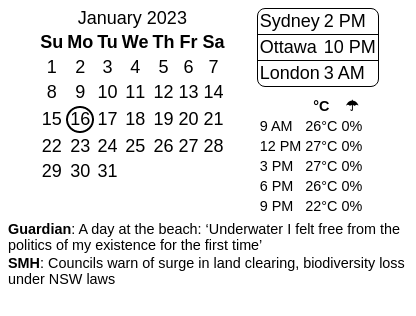 January 2023
Su Mo Tu We Th Fr Sa
1 2 3 4 5 6 7
8 9 10 11 12 13 14
15 16 17 18 19 20 21
22 23 24 25 26 27 28
29 30 31
Sydney 2 PM
Ottawa 10 PM
London 3 AM
°C ☂
9 AM 26°C 0%
12 PM 27°C 0%
3 PM 27°C 0%
6 PM 26°C 0%
9 PM 22°C 0%
Guardian: A day at the beach: ‘Underwater I felt free from the
politics of my existence for the first time’
SMH: Councils warn of surge in land clearing, biodiversity loss
under NSW laws